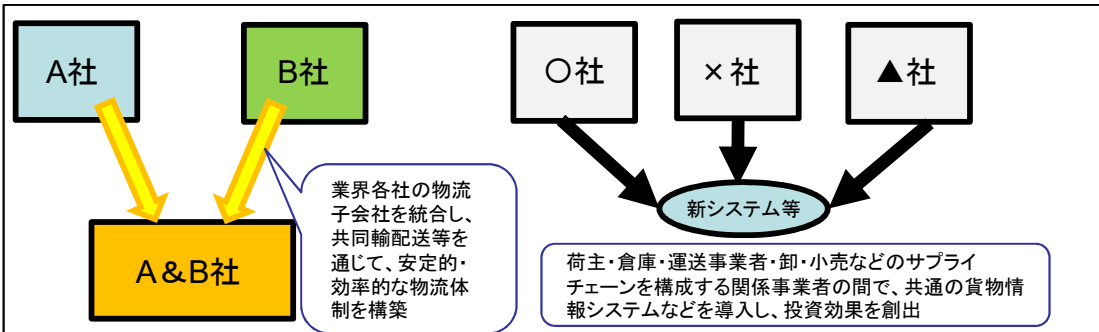 A社
B社
〇社
×社
▲社
業界各社の物流
子会社を統合し、
共同輸配送等を
通じて、安定的・
効率的な物流体
制を構築
新システム等
A&B社
荷主・倉庫・運送事業者・卸・小売などのサプライ
チェーンを構成する関係事業者の間で、共通の貨物情
報システムなどを導入し、投資効果を創出